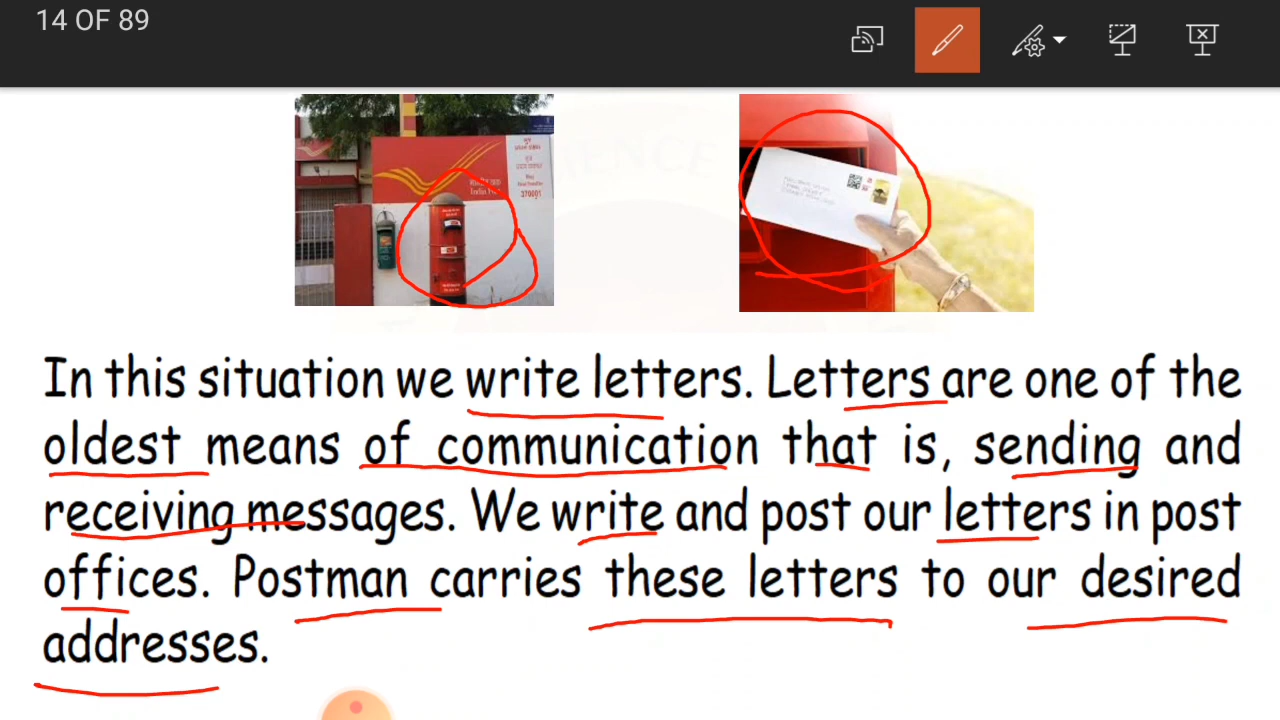 14 OF 89
370001
In this situation we write letters. Letters are one of the
oldest means of communication that is, sending and
receiving messages. We write and post our letters in post
offices. Postman carries these letters to our desired
addresses.